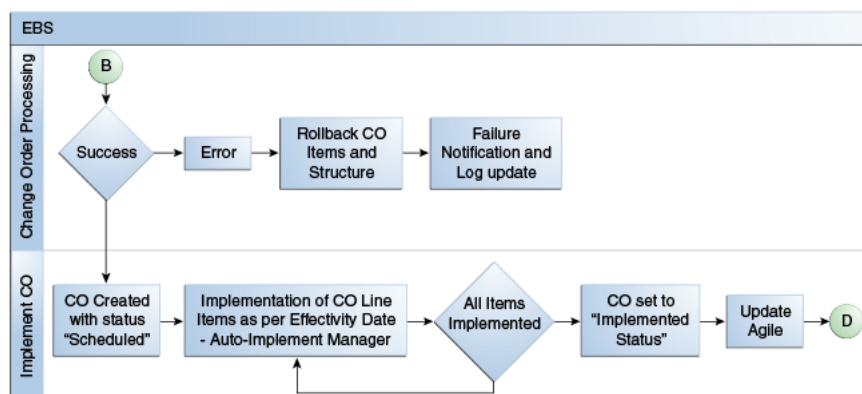 EBS
Change Order Processing
B
Success
Error
Rollback CO
Items and
Structure
Failure
Notification and
Log update
Implement CO
CO Created
with status
“Scheduled”
Implementation of CO Line
Items as per Effectivity Date
- Auto-Implement Manager
All Items
Implemented
CO set to
“Implemented
Status”
Update
Agile
D